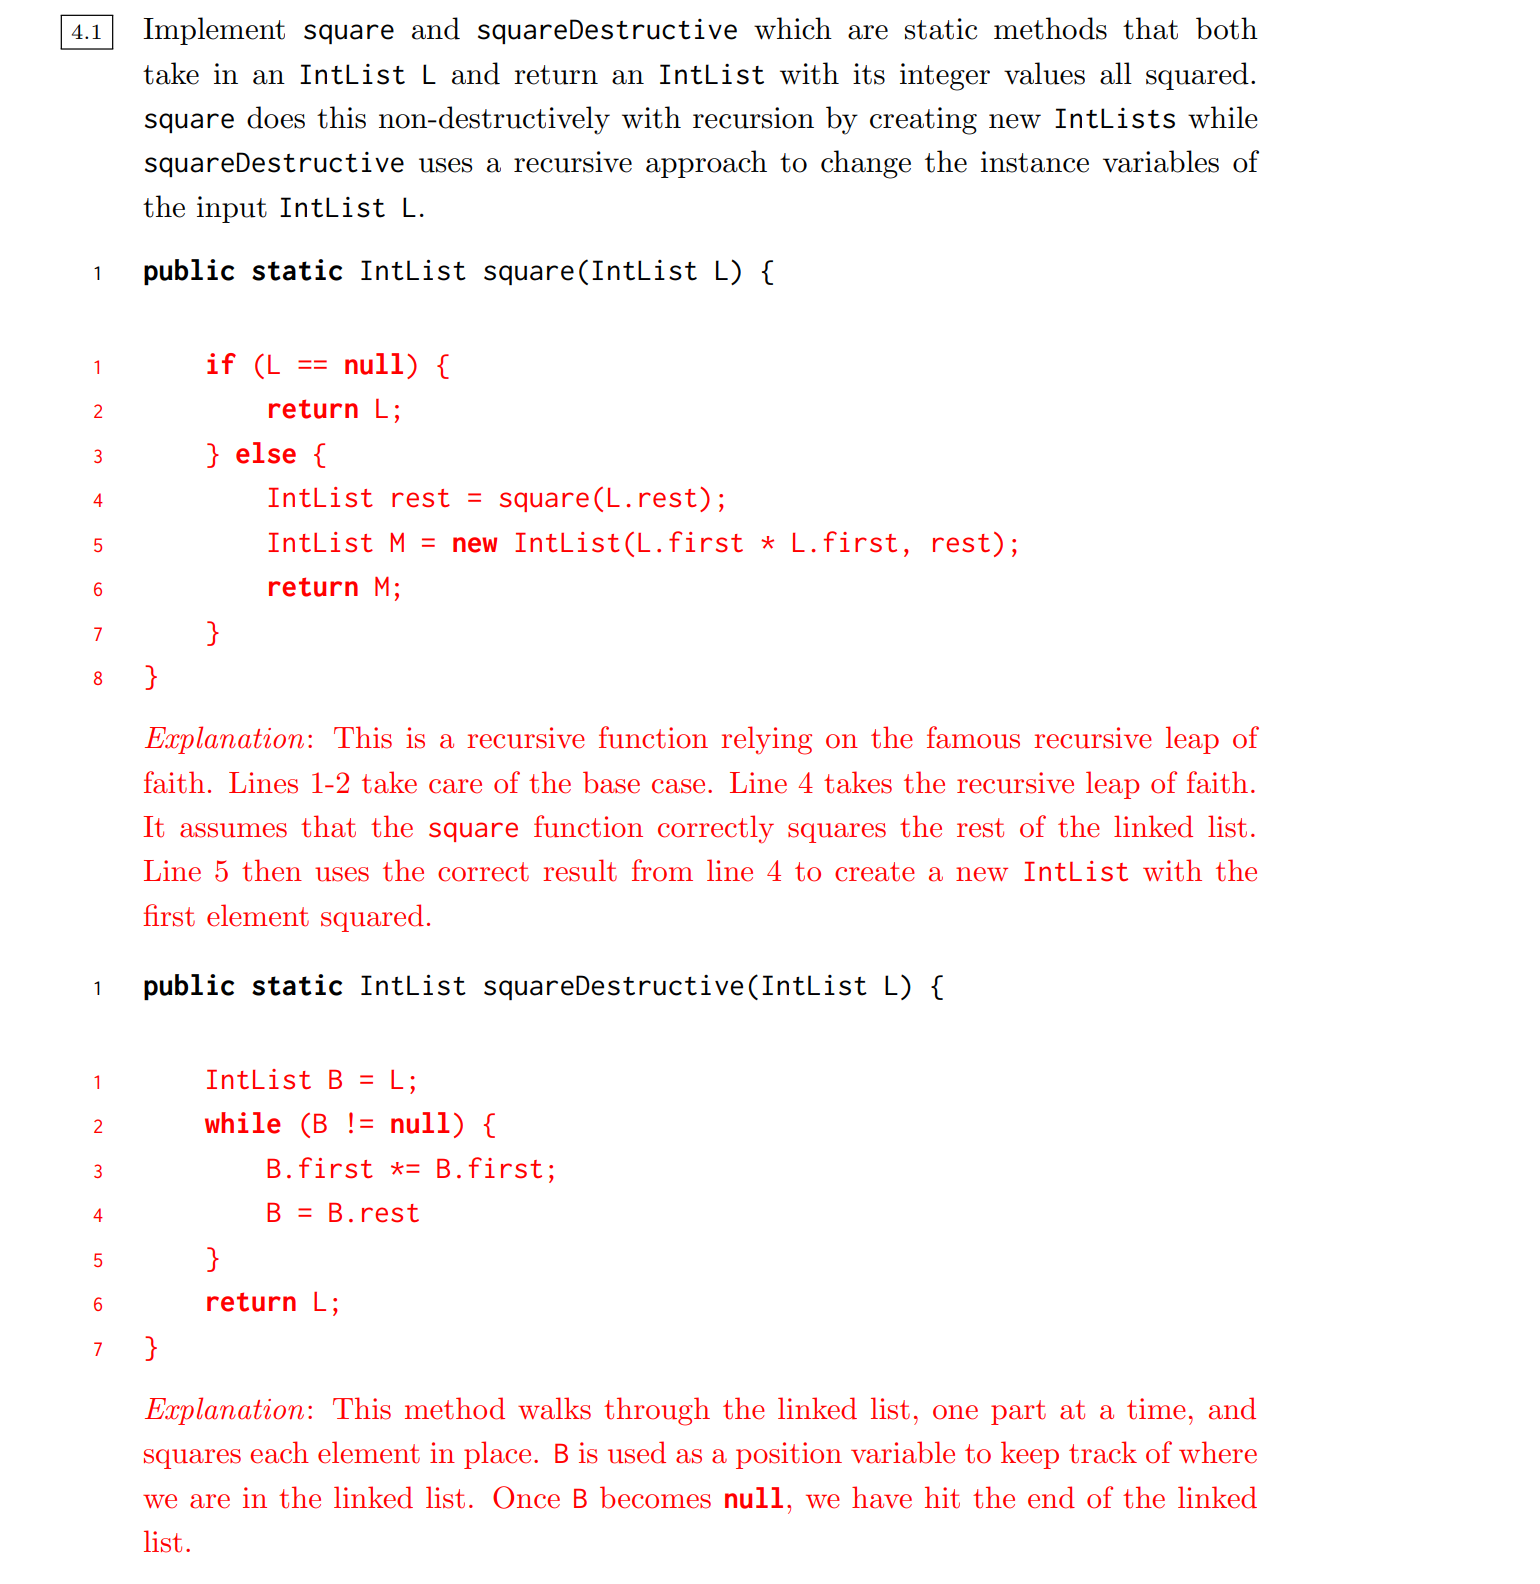 4.1 Implement square and squareDestructive which are static methods that both
take in an IntList L and return an IntList with its integer values all squared.
square does this non-destructively with recursion by creating new IntLists while
squareDestructive uses a recursive approach to change the instance variables of
the input IntList L.
1 public static IntList square(IntList L) {
1 if (L == null) {
2 return L;
3 } else {
4 IntList rest = square(L.rest);
5 IntList M = new IntList(L.first * L.first, rest);
6 return M;
7 }
8 }
Explanation: This is a recursive function relying on the famous recursive leap of
faith. Lines 1-2 take care of the base case. Line 4 takes the recursive leap of faith.
It assumes that the square function correctly squares the rest of the linked list.
Line 5 then uses the correct result from line 4 to create a new IntList with the
first element squared.
1 public static IntList squareDestructive(IntList L) {
1 IntList B = L;
2 while (B != null) {
3 B.first *= B.first;
4 B = B.rest
5 }
6 return L;
7 }
Explanation: This method walks through the linked list, one part at a time, and
squares each element in place. B is used as a position variable to keep track of where
we are in the linked list. Once B becomes null, we have hit the end of the linked
list.